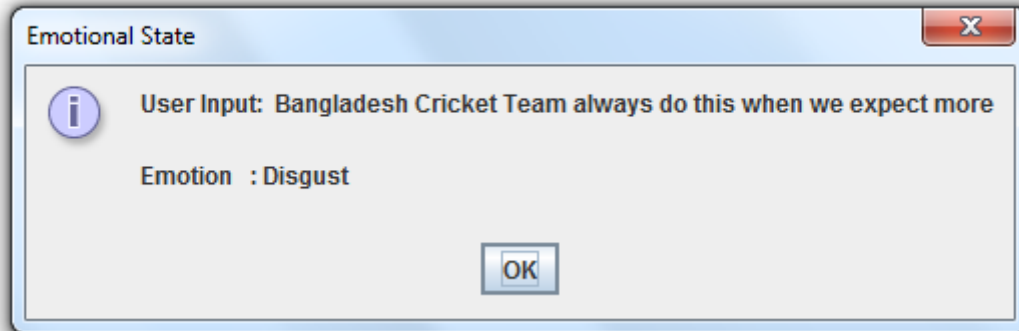 Emotional State
User Input: Bangladesh Cricket Team always do this when we expect more
Emotion : Disgust
OK